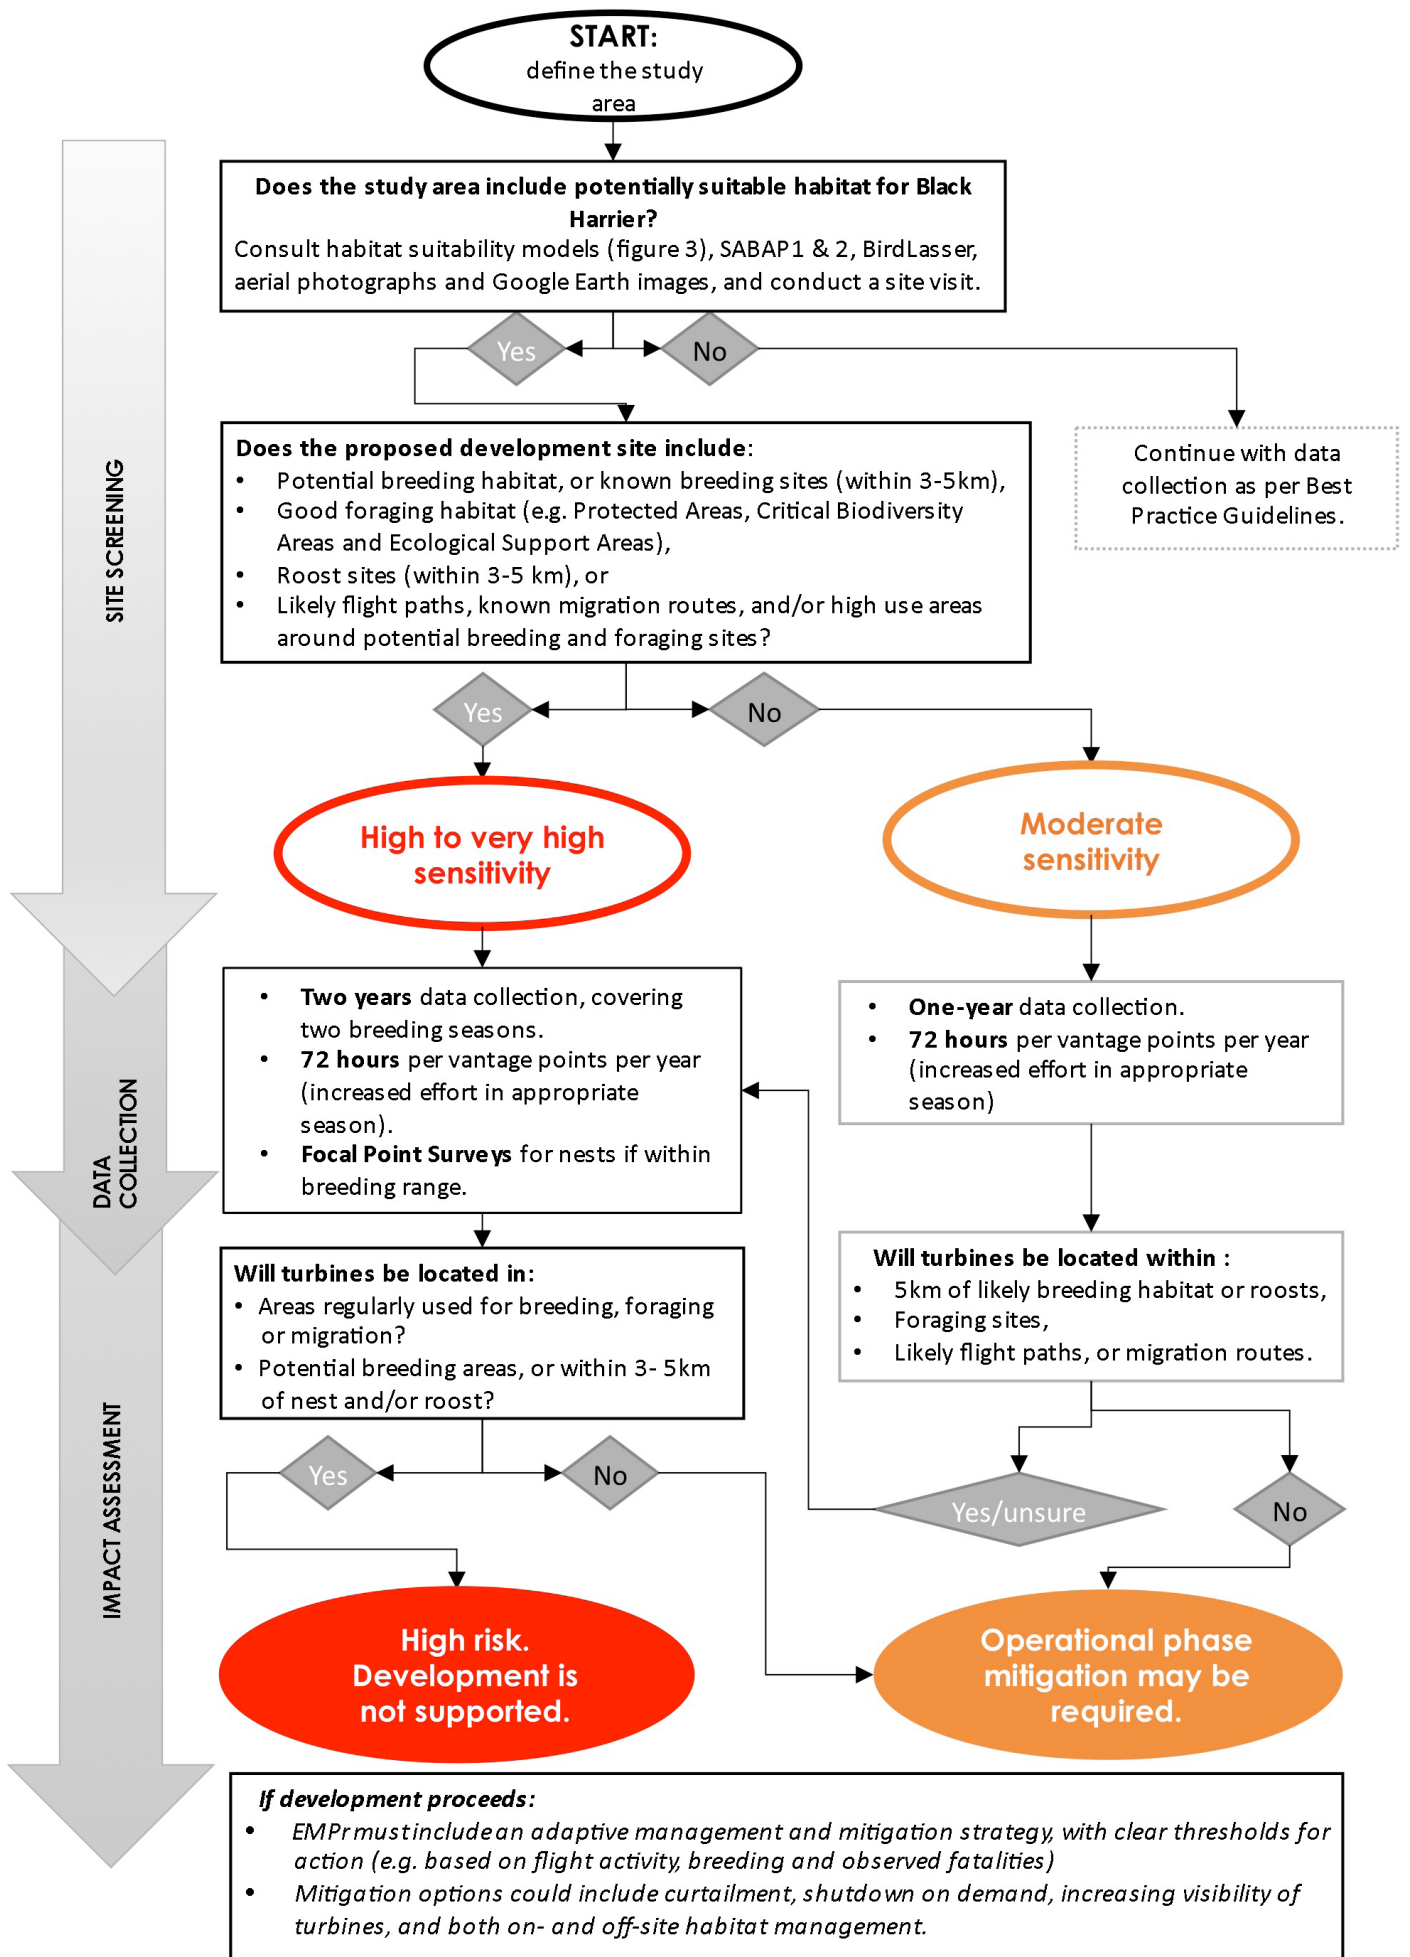 START:
define the study
area
Does the study area include potentially suitable habitat for Black
Harrier?
Consult habitat suitability models (figure 3), SABAP1 & 2, BirdLasser,
aerial photographs and Google Earth images, and conduct a site visit.
Yes
No
SITE SCREENING
Does the proposed development site include:
• Potential breeding habitat, or known breeding sites (within 3-5km),
• Good foraging habitat (e.g. Protected Areas, Critical Biodiversity
Areas and Ecological Support Areas),
• Roost sites (within 3-5 km), or
• Likely flight paths, known migration routes, and/or high use areas
around potential breeding and foraging sites?
Continue with data
collection as per Best
Practice Guidelines.
Yes
No
High to very high
sensitivity
Moderate
sensitivity
DATA
COLLECTION
• Two years data collection, covering
two breeding seasons.
• 72 hours per vantage points per year
(increased effort in appropriate
season).
• Focal Point Surveys for nests if within
breeding range.
• One-year data collection.
• 72 hours per vantage points per year
(increased effort in appropriate
season)
IMPACT ASSESSMENT
Will turbines be located in:
• Areas regularly used for breeding, foraging
or migration?
• Potential breeding areas, or within 3- 5km
of nest and/or roost?
Will turbines be located within :
• 5km of likely breeding habitat or roosts,
• Foraging sites,
• Likely flight paths, or migration routes.
Yes
No
Yes/unsure
No
High risk.
Development is
not supported.
Operational phase
mitigation may be
required.
If development proceeds:
• EMPr must include an adaptive management and mitigation strategy, with clear thresholds for
action (e.g. based on flight activity, breeding and observed fatalities)
• Mitigation options could include curtailment, shutdown on demand, increasing visibility of
turbines, and both on- and off-site habitat management.